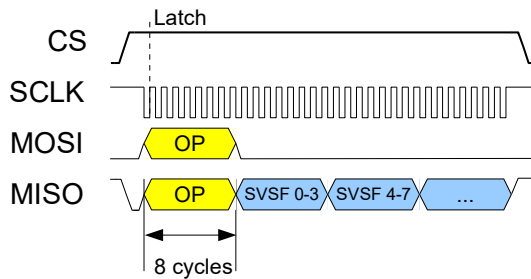 Latch
CS
SCLK
MOSI OP
MISO OP SVSF 0-3 SVSF 4-7 ...
8 cycles